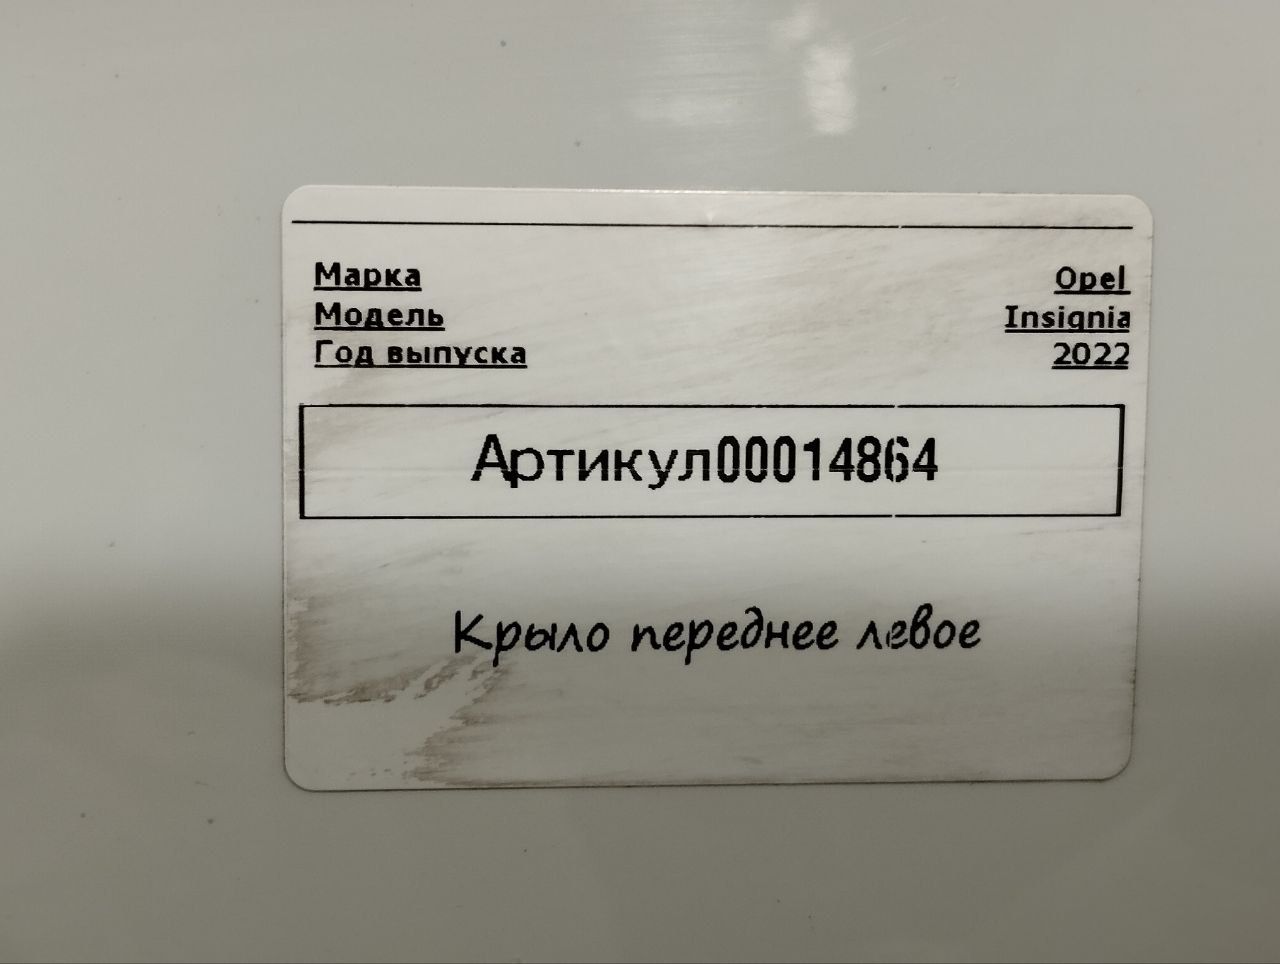 Марка Opel
Модель Insignia
Год выпуска 2022
Артикул00014864
Крыло переднее левое